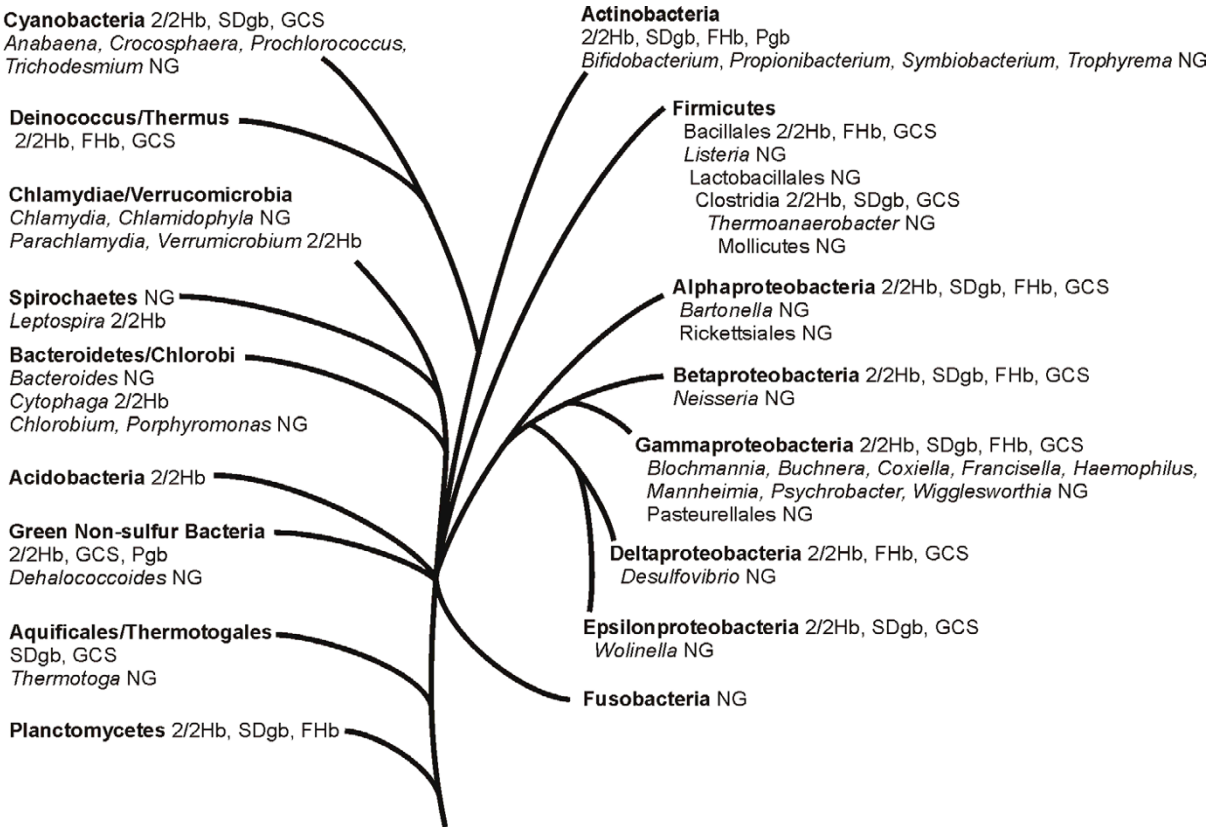 Cyanobacteria 2/2Hb, SDgb, GCS
Anabaena, Crocosphaera, Prochlorococcus,
Trichodesmium NG
Deinococcus/Thermus
2/2Hb, FHb, GCS
Chlamydiae/Verrucomicrobia
Chlamydia, Chlamidophyla NG
Parachlamydia, Verrumicrobium 2/2Hb
Spirochaetes NG
Leptospira 2/2Hb
Bacteroidetes/Chlorobi
Bacteroides NG
Cytophaga 2/2Hb
Chlorobium, Porphyromonas NG
Acidobacteria 2/2Hb
Green Non-sulfur Bacteria
2/2Hb, GCS, Pgb
Dehalococcoides NG
Aquificales/Thermotogales
SDgb, GCS
Thermotoga NG
Planctomycetes 2/2Hb, SDgb, FHb
Actinobacteria
2/2Hb, SDgb, FHb, Pgb
Bifidobacterium, Propionibacterium, Symbiobacterium, Trophyrema NG
Firmicutes
Bacillales 2/2Hb, FHb, GCS
Listeria NG
Lactobacillales NG
Clostridia 2/2Hb, SDgb, GCS
Thermoanaerobacter NG
Mollicutes NG
Alphaproteobacteria 2/2Hb, SDgb, FHb, GCS
Bartonella NG
Rickettsiales NG
Betaproteobacteria 2/2Hb, SDgb, FHb, GCS
Neisseria NG
Gammaproteobacteria 2/2Hb, SDgb, FHb, GCS
Blochmannia, Buchnera, Coxiella, Francisella, Haemophilus,
Mannheimia, Psychrobacter, Wigglesworthia NG
Pasteurellales NG
Deltaproteobacteria 2/2Hb, FHb, GCS
Desulfovibrio NG
Epsilonproteobacteria 2/2Hb, SDgb, GCS
Wolinella NG
Fusobacteria NG